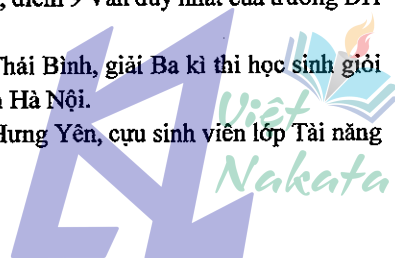 , điểm 9 Văn duy nhất của trường ĐH
Thái Bình, giải Ba kì thi học sinh giỏi
Hà Nội.
Hưng Yên, cựu sinh viên lớp Tài năng
Việt
Nakata